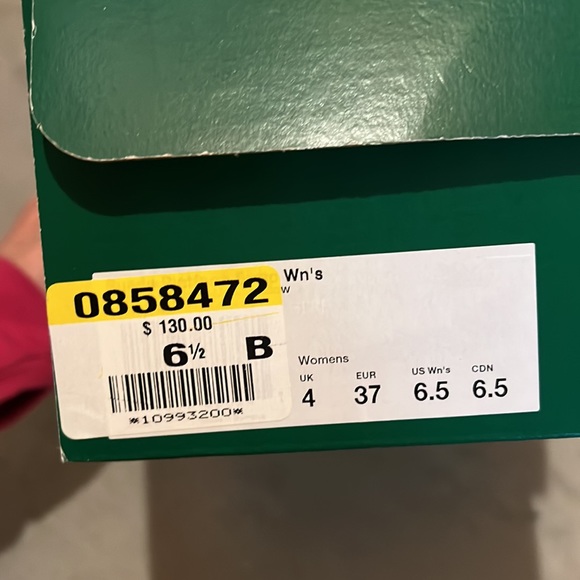 Wn's
w
0858472
$ 130.00
6½ B
*10993200*
Womens
UK EUR US Wn's CDN
4 37 6.5 6.5